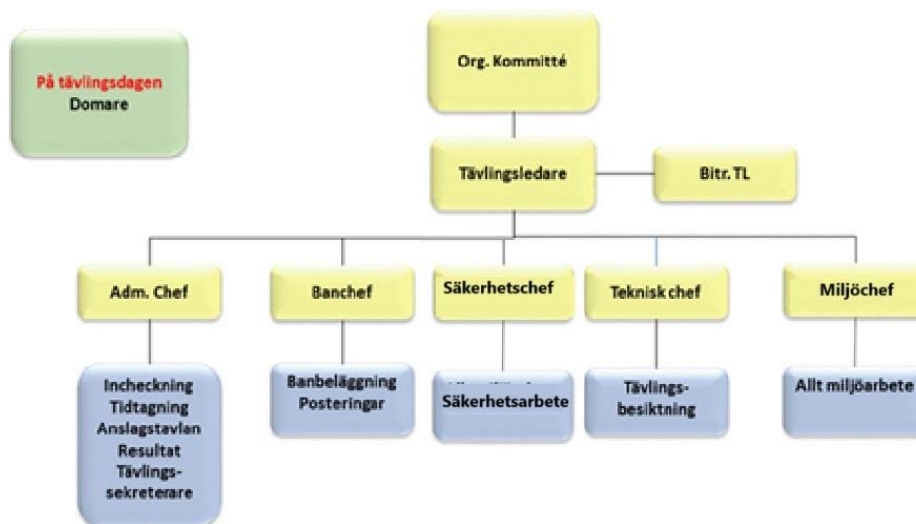 På tävlingsdagen
Domare
Org. Kommitté
Tävlingsledare
Bitr. TL
Adm. Chef
Banchef
Säkerhetschef
Teknisk chef
Miljöchef
Incheckning
Tidtagning
Anslagstavlan
Resultat
Tävlings-
sekreterare
Banbeläggning
Posteringar
Säkerhetsarbete
Tävlings-
besiktning
Allt miljöarbete